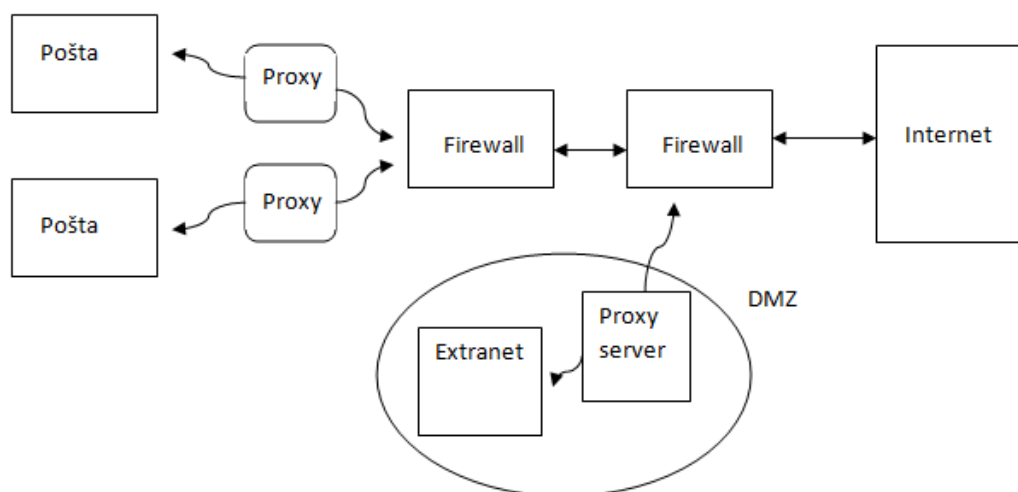 Pošta
Proxy
Firewall
Firewall
Internet
Pošta
Proxy
DMZ
Proxy
server
Extranet